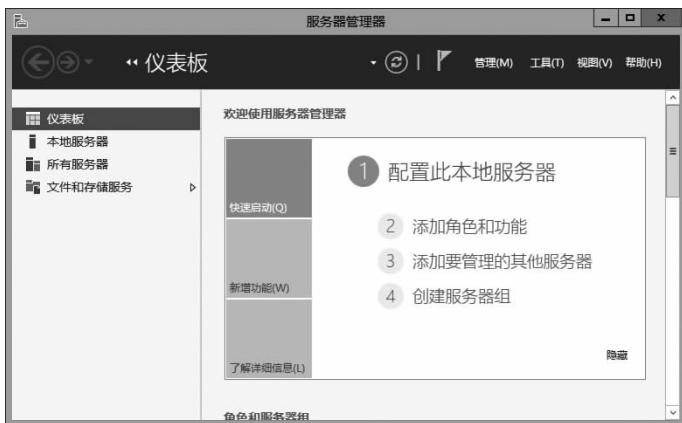 服务器管理器
仪表板
管理(M) 工具(T) 视图(V) 帮助(H)
仪表板
本地服务器
所有服务器
文件和存储服务
欢迎使用服务器管理器
快速启动(Q)
新增功能(W)
了解详细信息(L)
1 配置此本地服务器
2 添加角色和功能
3 添加要管理的其他服务器
4 创建服务器组
隐藏
角色和服务器组